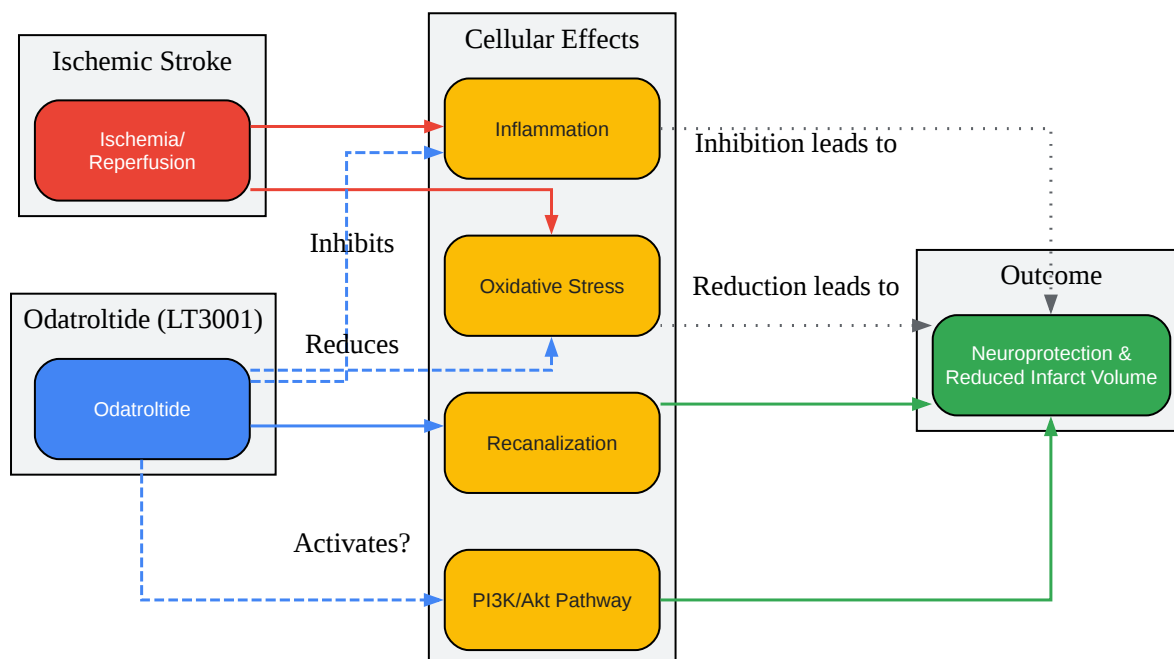 Ischemic Stroke
Ischemia/
Reperfusion
Cellular Effects
Inflammation
Inhibition leads to
Inhibits
Oxidative Stress
Reduction leads to
Outcome
Neuroprotection &
Reduced Infarct Volume
Odatroltide (LT3001)
Odatroltide
Reduces
Recanalization
Activates?
PI3K/Akt Pathway